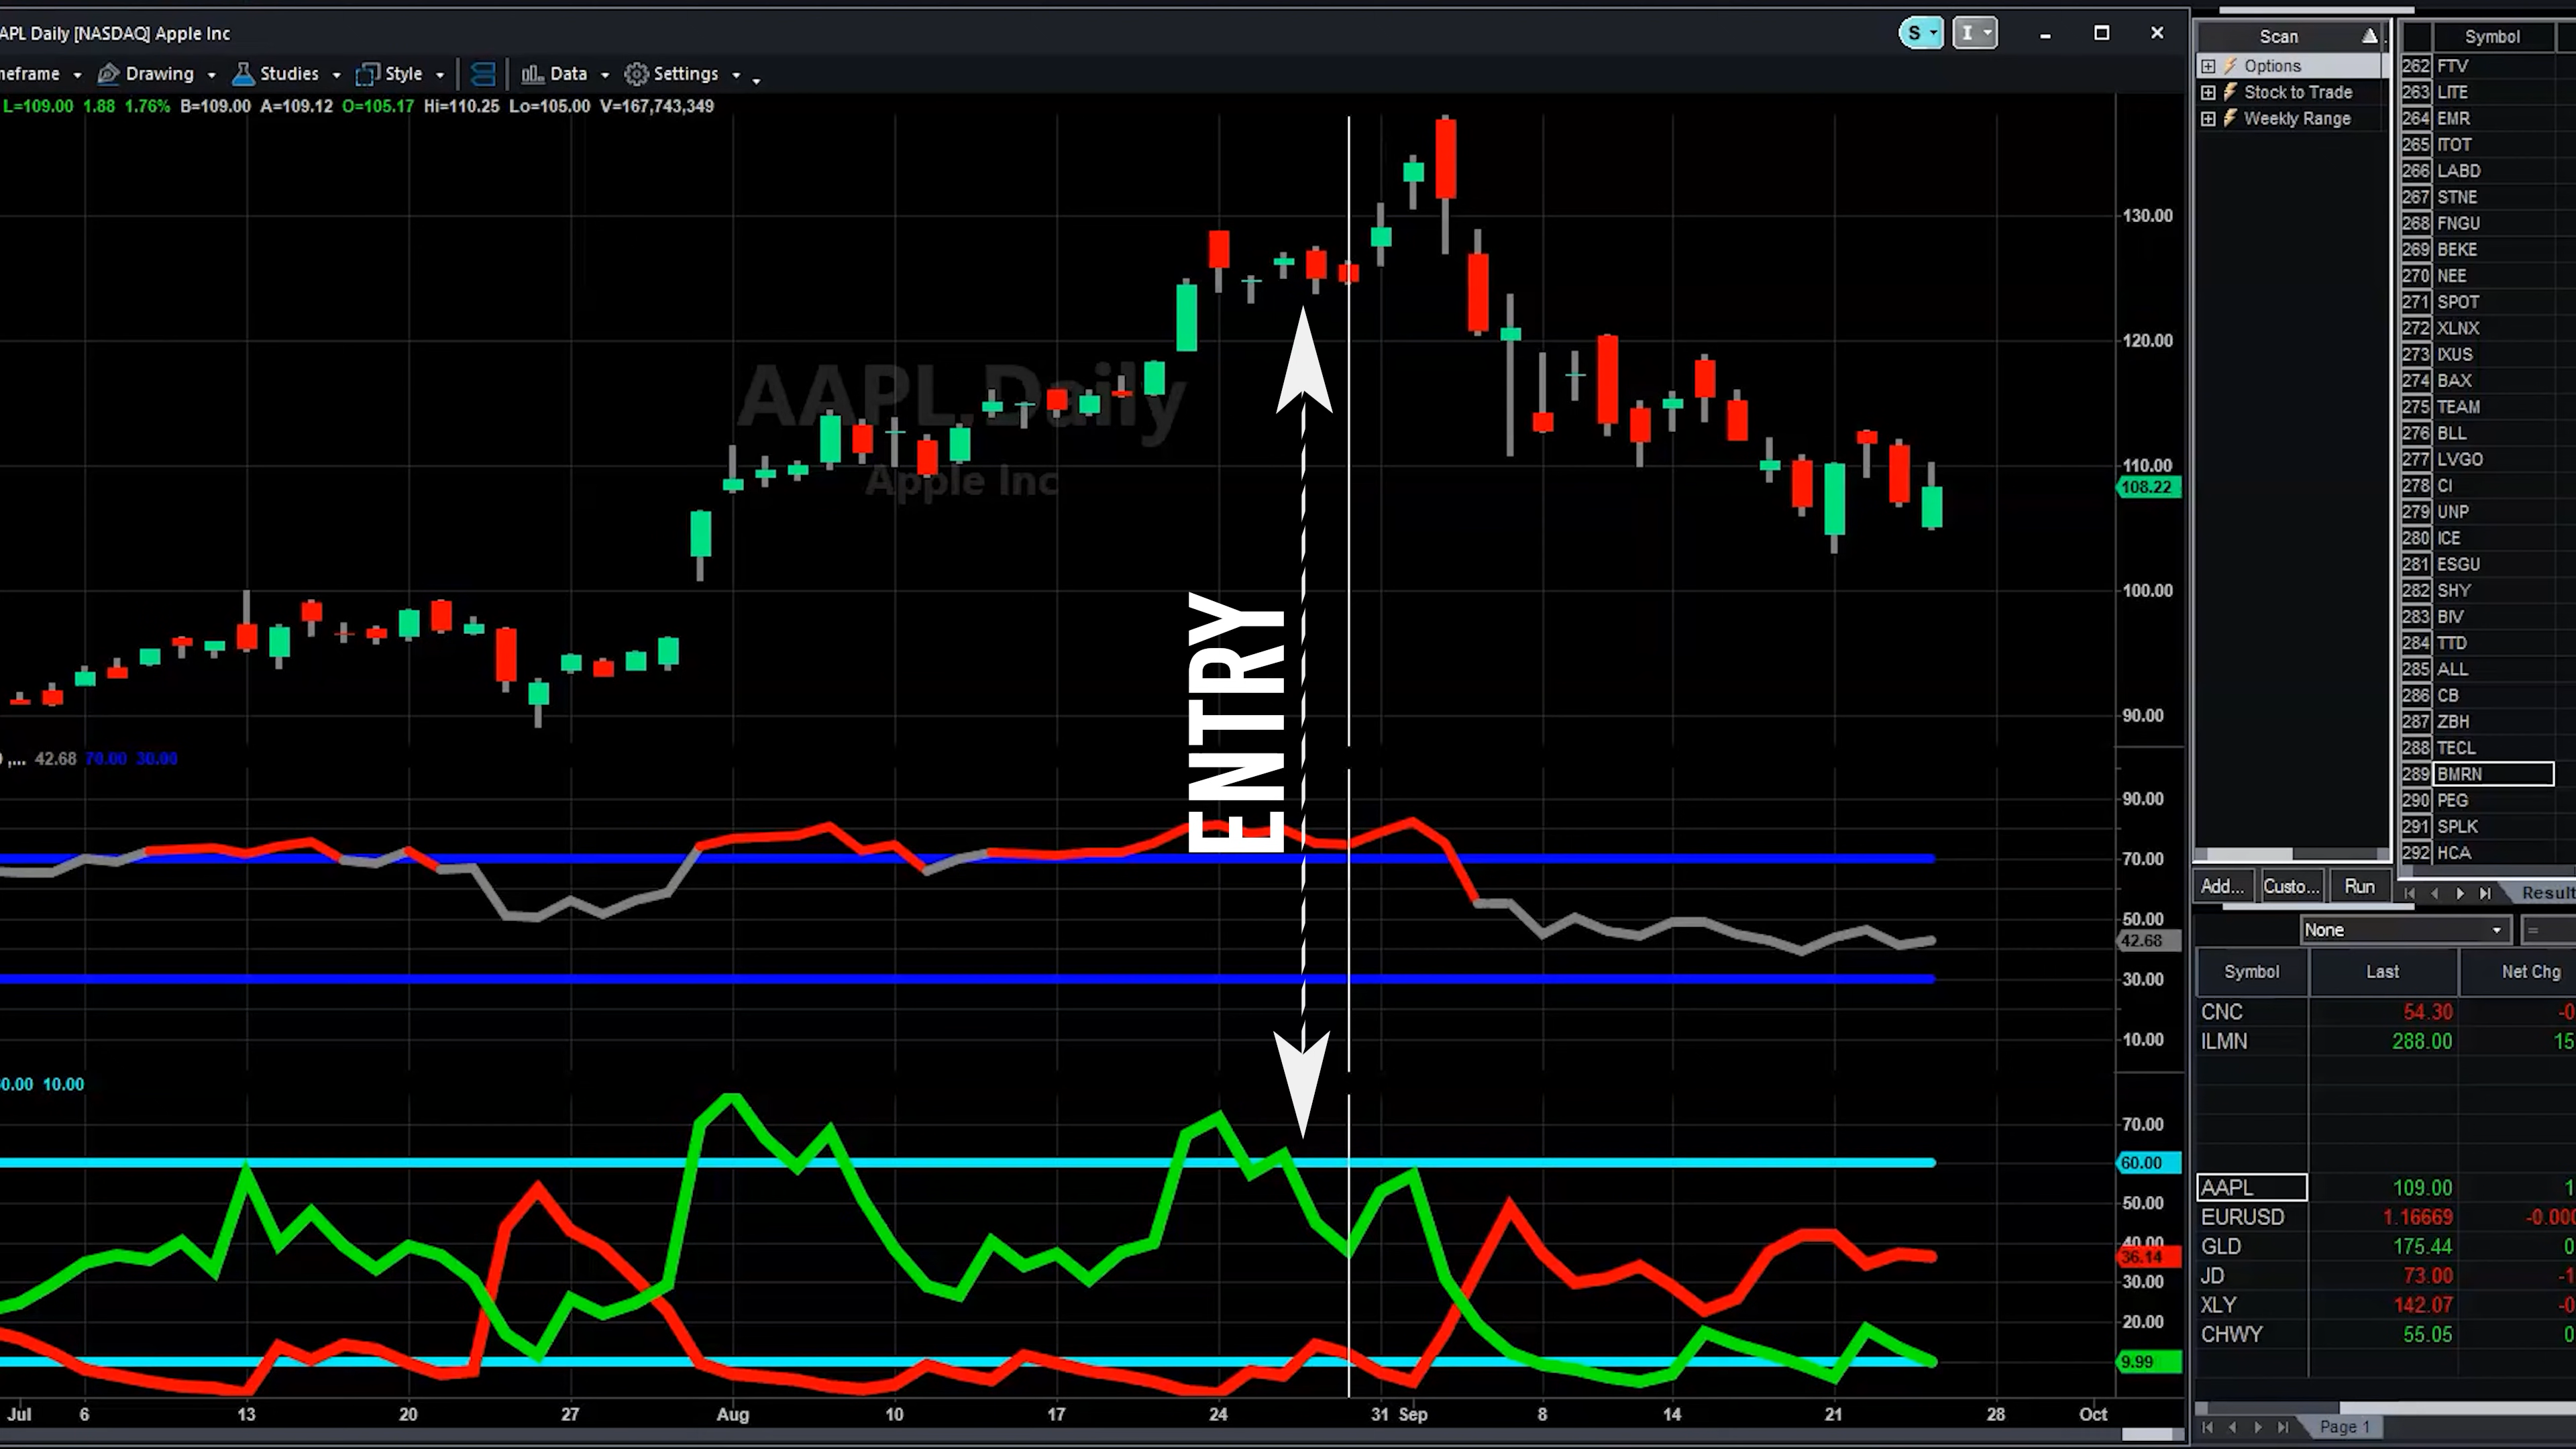 APL Daily [NASDAQ] Apple Inc
S
I
neframe Drawing Studies Style Data Settings
L=109.00 1.88 1.76% B=109.00 A=109.12 O=105.17 Hi=110.25 Lo=105.00 V=167,743,349
AAPL,Daily
Apple Inc
130.00
120.00
110.00
108.22
100.00
90.00
ENTRY
,... 42.68 70.00 30.00
90.00
70.00
50.00
42.68
30.00
10.00
0.00 10.00
70.00
60.00
50.00
40.00
36.14
30.00
20.00
9.99
Jul 6 13 20 27 Aug 10 17 24 31 Sep 8 14 21 28 Oct
Scan
Options
Stock to Trade
Weekly Range
Add... Custo... Run
Symbol
262 FTV
263 LITE
264 EMR
265 ITOT
266 LABD
267 STNE
268 FNGU
269 BEKE
270 NEE
271 SPOT
272 XLNX
273 IXUS
274 BAX
275 TEAM
276 BLL
277 LVGO
278 CI
279 UNP
280 ICE
281 ESGU
282 SHY
283 BIV
284 TTD
285 ALL
286 CB
287 ZBH
288 TECL
289 BMRN
290 PEG
291 SPLK
292 HCA
Result
None =
Symbol Last Net Chg
CNC 54.30 -0
ILMN 288.00 15
AAPL 109.00 1
EURUSD 1.16669 -0.000
GLD 175.44 0
JD 73.00 -1
XLY 142.07 -0
CHWY 55.05 0
Page 1